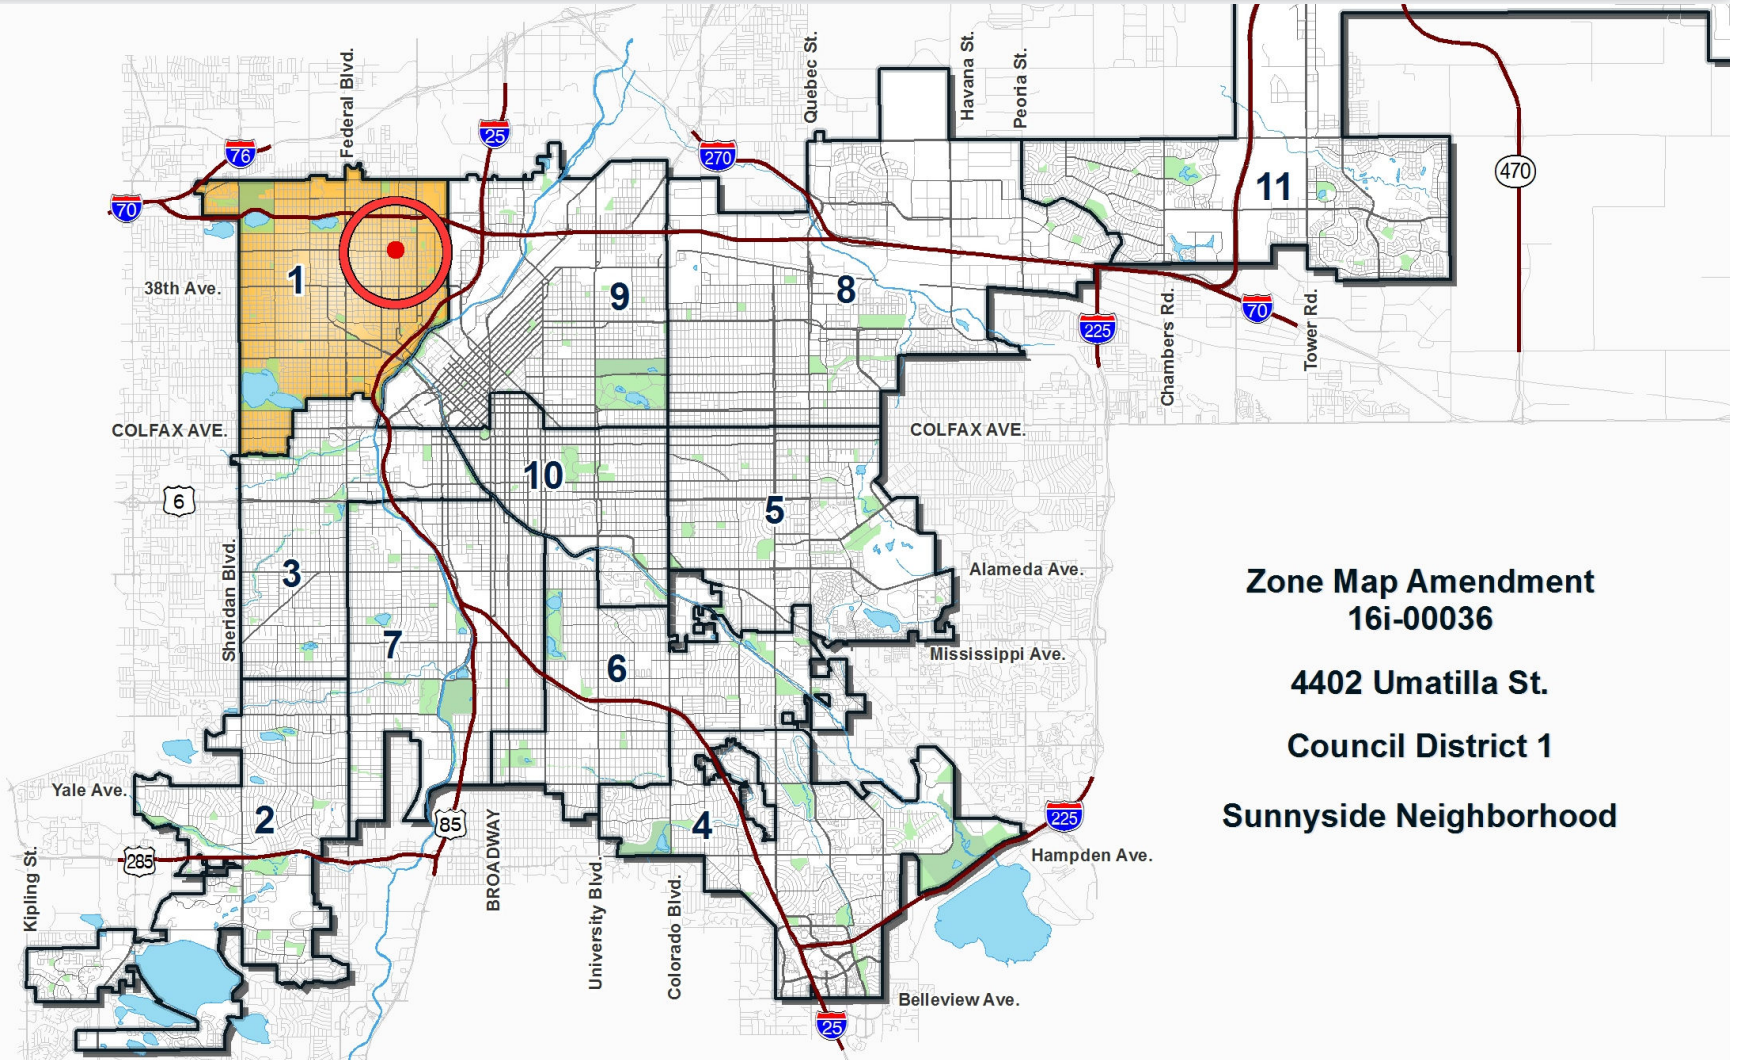 Quebec St.
Havana St.
Peoria St.
Federal Blvd.
25
76
270
470
70
11
1
38th Ave.
9
8
70
225
Chambers Rd.
Tower Rd.
COLFAX AVE.
COLFAX AVE.
10
6
5
3
Sheridan Blvd.
Alameda Ave.
7
6
Mississippi Ave.
Zone Map Amendment
16i-00036
4402 Umatilla St.
Council District 1
Sunnyside Neighborhood
Yale Ave.
2
85
4
225
285
BROADWAY
Hampden Ave.
Kipling St.
University Blvd.
Colorado Blvd.
Belleview Ave.
25